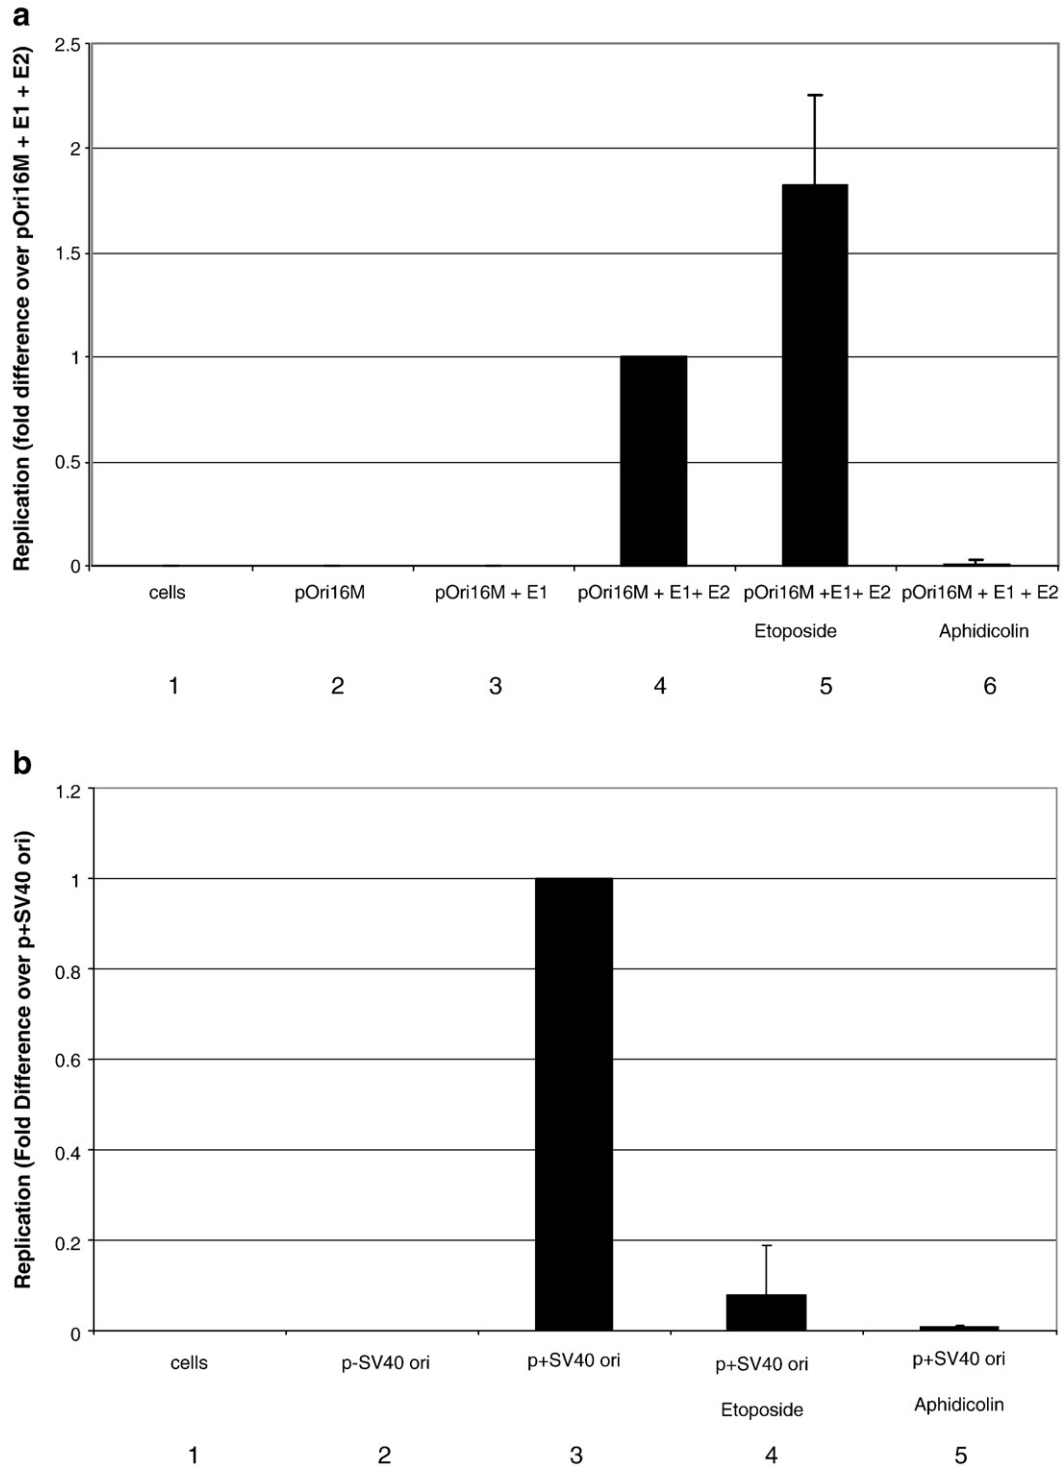 a
Replication (fold difference over pOri16M + E1 + E2)
2.5
2
1.5
1
0.5
0
cells pOri16M pOri16M + E1 pOri16M + E1+ E2 pOri16M +E1+ E2 pOri16M + E1 + E2
Etoposide Aphidicolin
1 2 3 4 5 6
b
Replication (Fold Difference over p+SV40 ori)
1.2
1
0.8
0.6
0.4
0.2
0
cells p-SV40 ori p+SV40 ori p+SV40 ori p+SV40 ori
Etoposide Aphidicolin
1 2 3 4 5